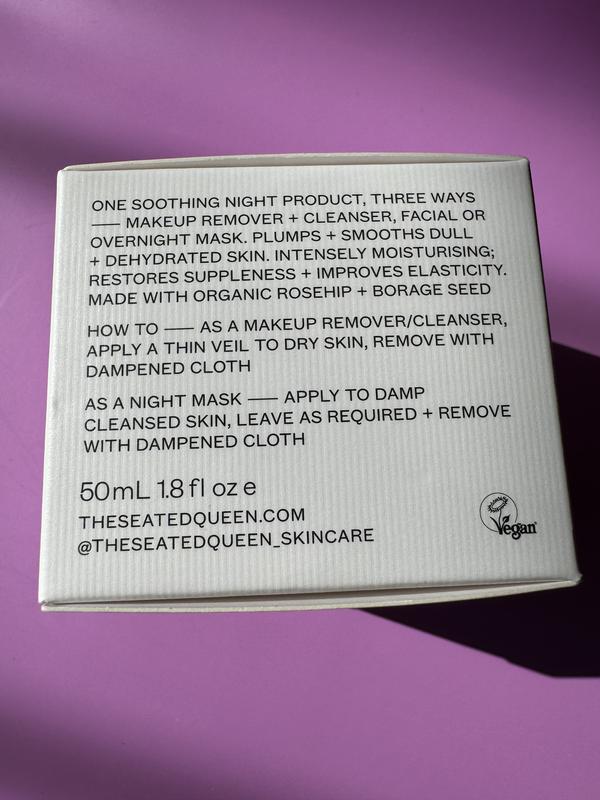 ONE SOOTHING NIGHT PRODUCT, THREE WAYS
— MAKEUP REMOVER + CLEANSER, FACIAL OR
OVERNIGHT MASK. PLUMPS + SMOOTHS DULL
+ DEHYDRATED SKIN. INTENSELY MOISTURISING;
RESTORES SUPPLENESS + IMPROVES ELASTICITY.
MADE WITH ORGANIC ROSEHIP + BORAGE SEED
HOW TO — AS A MAKEUP REMOVER/CLEANSER,
APPLY A THIN VEIL TO DRY SKIN, REMOVE WITH
DAMPENED CLOTH
AS A NIGHT MASK — APPLY TO DAMP
CLEANSED SKIN, LEAVE AS REQUIRED + REMOVE
WITH DAMPENED CLOTH
50mL 1.8 fl oz e
THESEATEDQUEEN.COM
@THESEATEDQUEEN_SKINCARE
Vegan